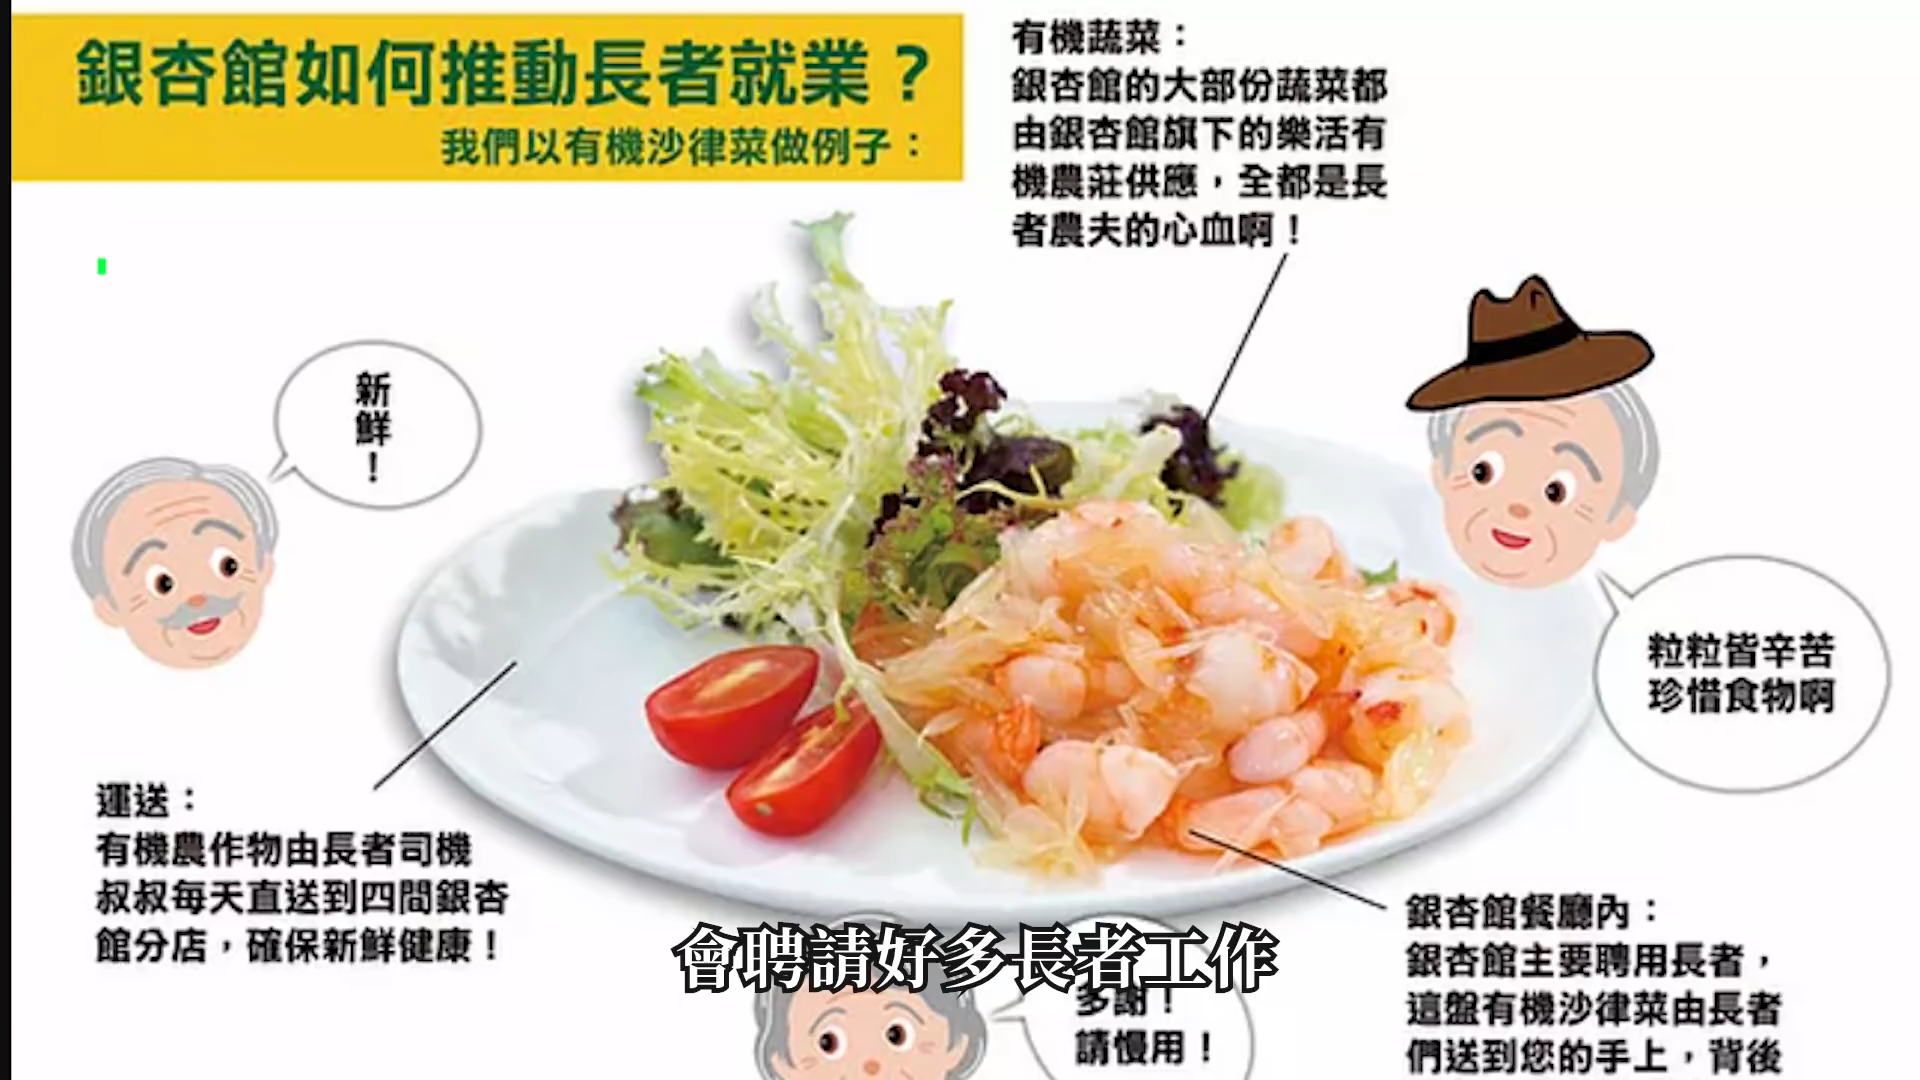 銀杏館如何推動長者就業？
我們以有機沙律菜做例子：
有機蔬菜：
銀杏館的大部份蔬菜都
由銀杏館旗下的樂活有
機農莊供應，全都是長
者農夫的心血啊！
新鮮！
粒粒皆辛苦
珍惜食物啊
運送：
有機農作物由長者司機
叔叔每天直送到四間銀杏
館分店，確保新鮮健康！
銀杏館餐廳內：
銀杏館主要聘用長者，
這盤有機沙律菜由長者
們送到您的手上，背後
會聘請好多長者工作
多謝！
請慢用！